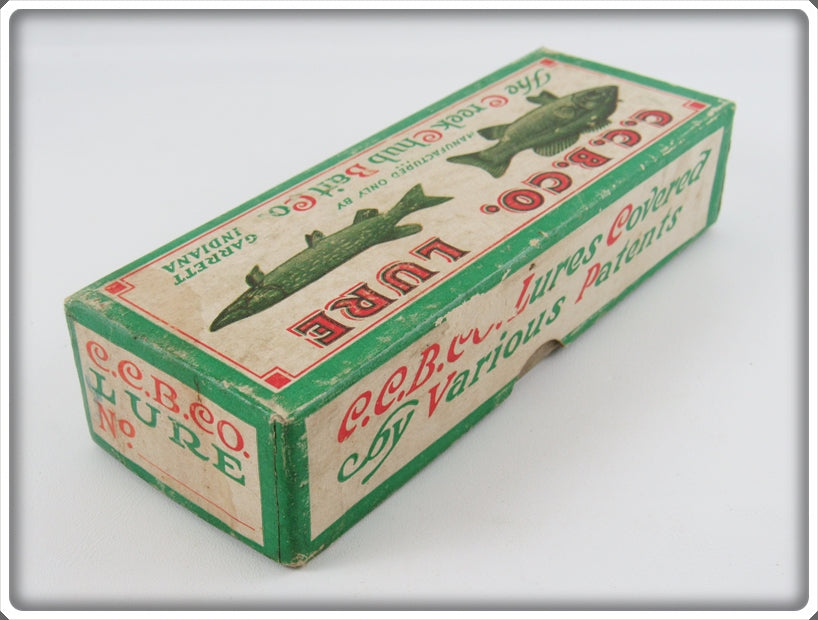 C.C.B.CO. LURE
MANUFACTURED ONLY BY
The Creek Chub Bait Co.
GARRETT
INDIANA
C.C.B.CO. Lures Covered
by Various Patents
C.C.B.CO.
LURE
No.